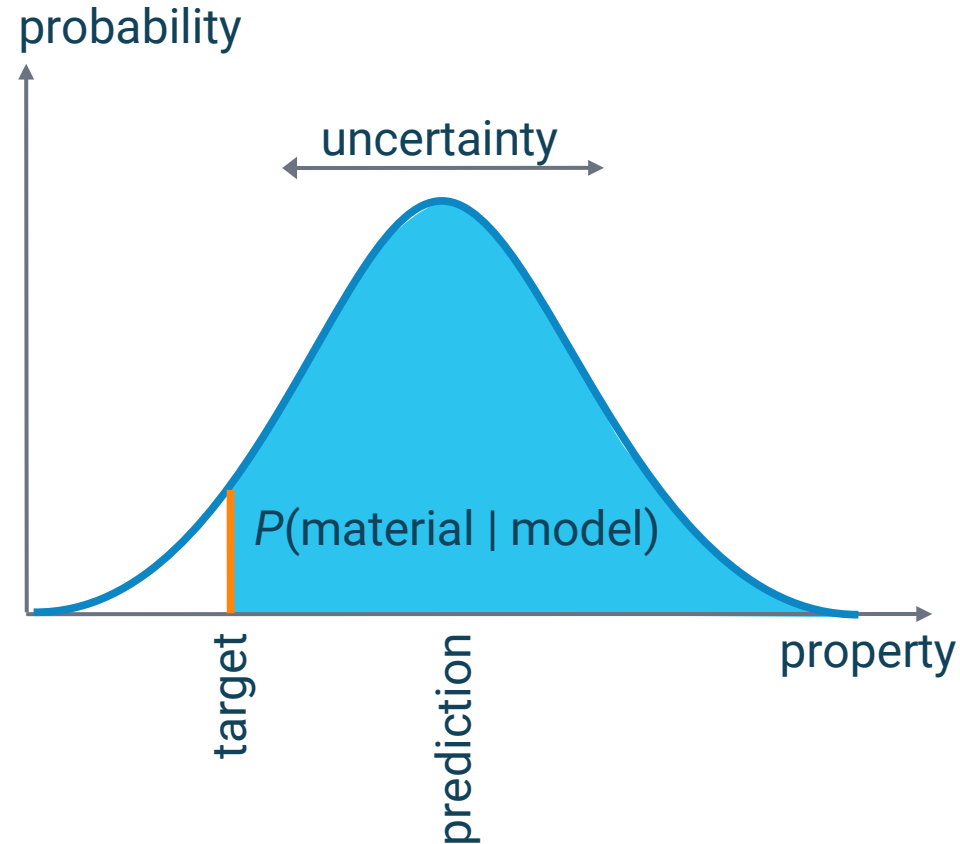 probability
uncertainty
P(material | model)
property
target
prediction